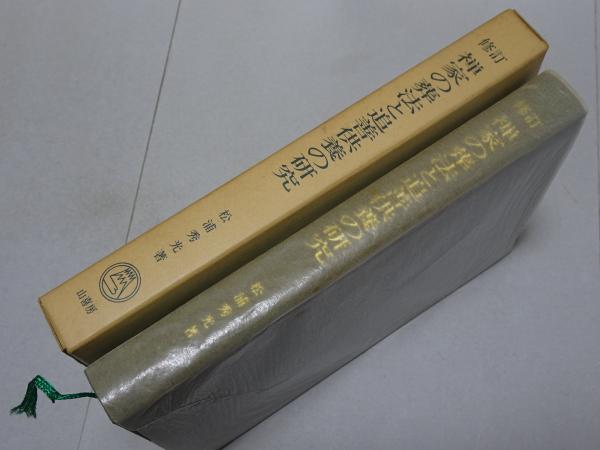 修訂
禅家の葬法と追善供養の研究
松浦秀光著
山喜房
修訂
禅家の葬法と追善供養の研究
松浦秀光著